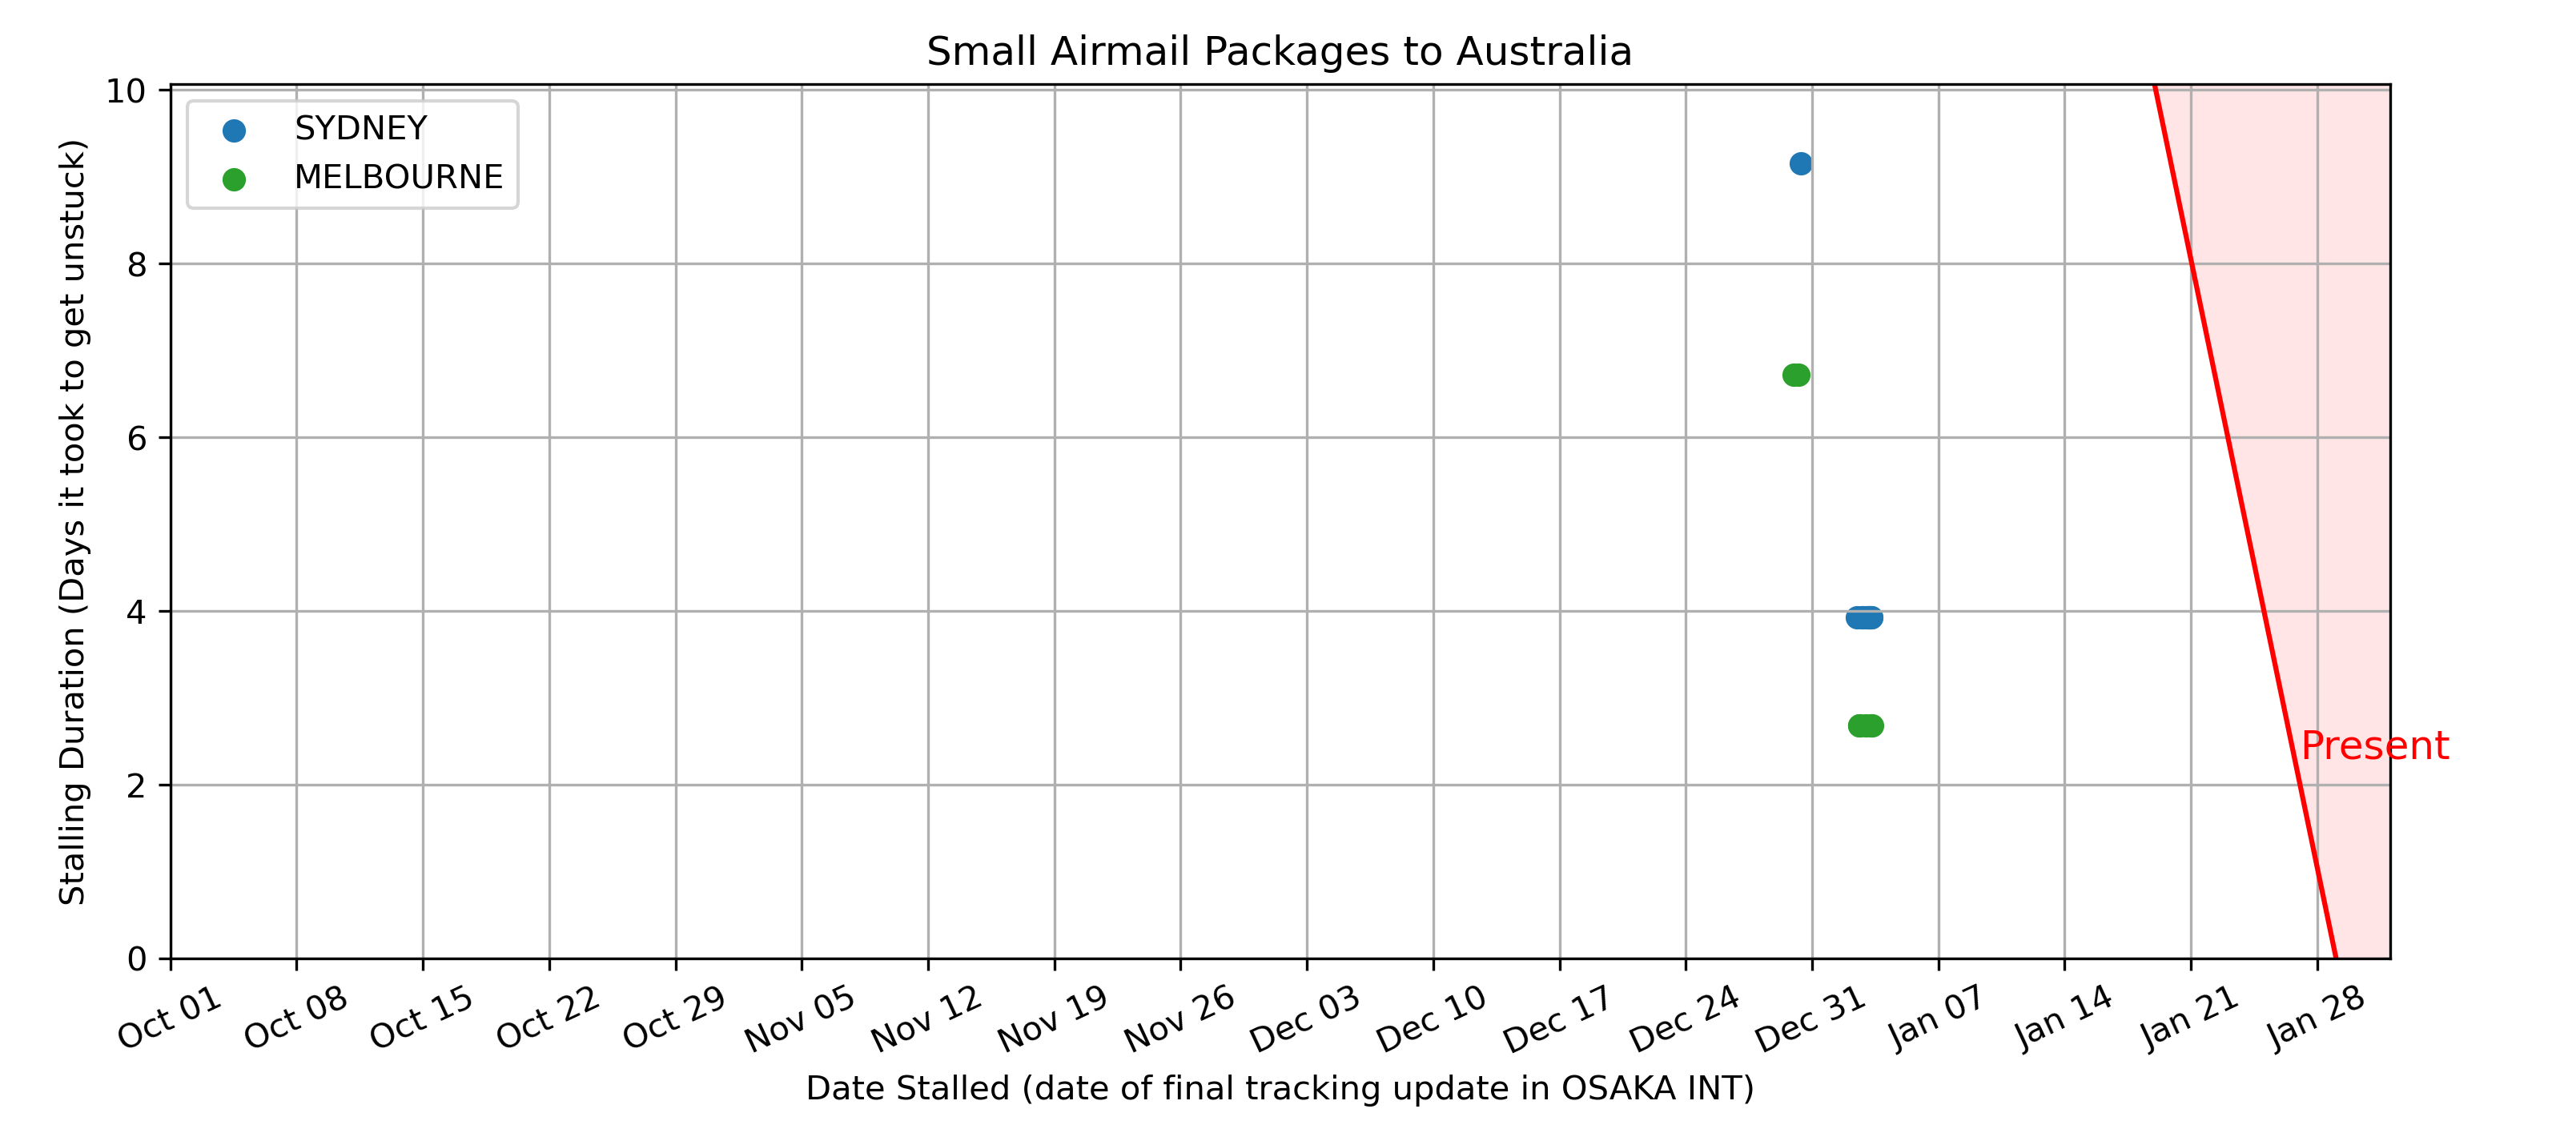 Small Airmail Packages to Australia
SYDNEY
MELBOURNE
Stalling Duration (Days it took to get unstuck)
10
8
6
4
2
0
Present
Oct 01
Oct 08
Oct 15
Oct 22
Oct 29
Nov 05
Nov 12
Nov 19
Nov 26
Dec 03
Dec 10
Dec 17
Dec 24
Dec 31
Jan 07
Jan 14
Jan 21
Jan 28
Date Stalled (date of final tracking update in OSAKA INT)